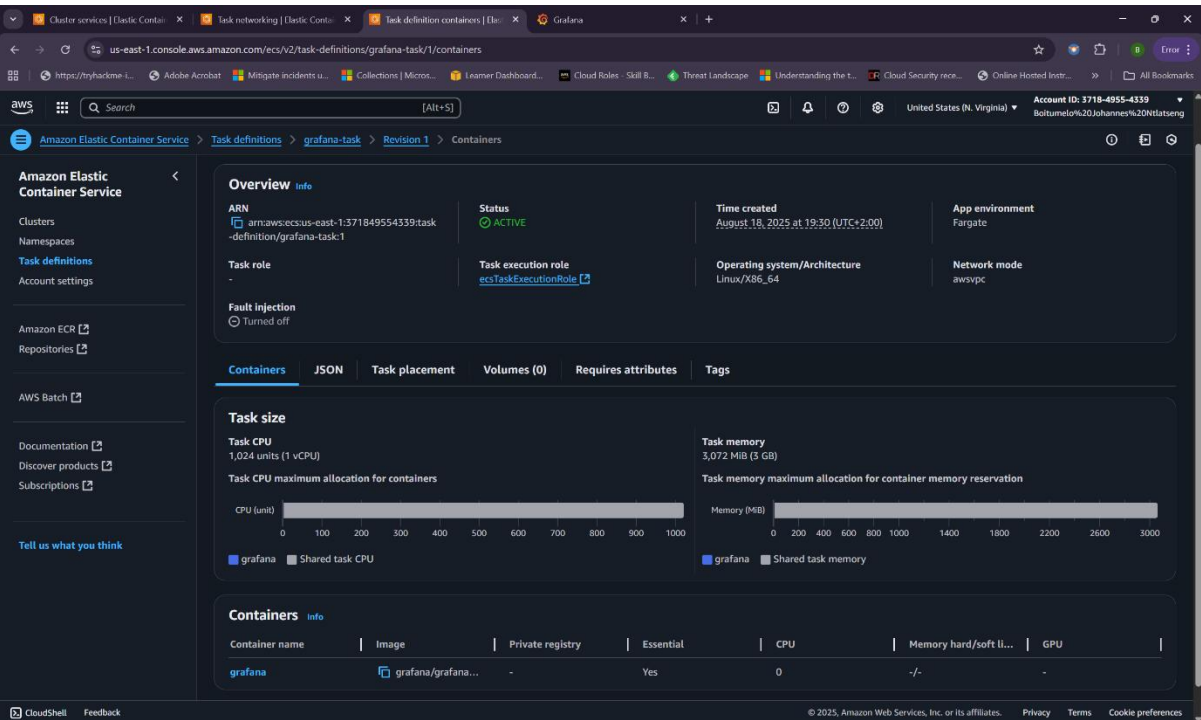 Cluster services | Elastic Contain
Task networking | Elastic Contai
Task definition containers | Elas
Grafana
us-east-1.console.aws.amazon.com/ecs/v2/task-definitions/grafana-task/1/containers
Error
https://tryhackme-i...
Adobe Acrobat
Mitigate incidents u...
Collections | Micros...
Learner Dashboard...
Cloud Roles - Skill B...
Threat Landscape
Understanding the t...
Cloud Security rece...
Online Hosted Instr...
»
All Bookmarks
aws
Search
[Alt+S]
United States (N. Virginia)
Account ID: 3718-4955-4339
Boitumelo%20Johannes%20Ntlatseng
Amazon Elastic Container Service > Task definitions > grafana-task > Revision 1 > Containers
Amazon Elastic
Container Service
Clusters
Namespaces
Task definitions
Account settings
Amazon ECR
Repositories
AWS Batch
Documentation
Discover products
Subscriptions
Tell us what you think
Overview Info
ARN
arn:aws:ecs:us-east-1:371849554339:task
-definition/grafana-task:1
Status
ACTIVE
Time created
August 18, 2025 at 19:30 (UTC+2:00)
App environment
Fargate
Task role
-
Task execution role
ecsTaskExecutionRole
Operating system/Architecture
Linux/X86_64
Network mode
awsvpc
Fault injection
Turned off
Containers
JSON
Task placement
Volumes (0)
Requires attributes
Tags
Task size
Task CPU
1,024 units (1 vCPU)
Task CPU maximum allocation for containers
CPU (unit)
0 100 200 300 400 500 600 700 800 900 1000
grafana Shared task CPU
Task memory
3,072 MiB (3 GB)
Task memory maximum allocation for container memory reservation
Memory (MiB)
0 200 400 600 800 1000 1400 1800 2200 2600 3000
grafana Shared task memory
Containers Info
Container name Image Private registry Essential CPU Memory hard/soft li... GPU
grafana grafana/grafana... - Yes 0 -/- -
CloudShell Feedback
© 2025, Amazon Web Services, Inc. or its affiliates. Privacy Terms Cookie preferences